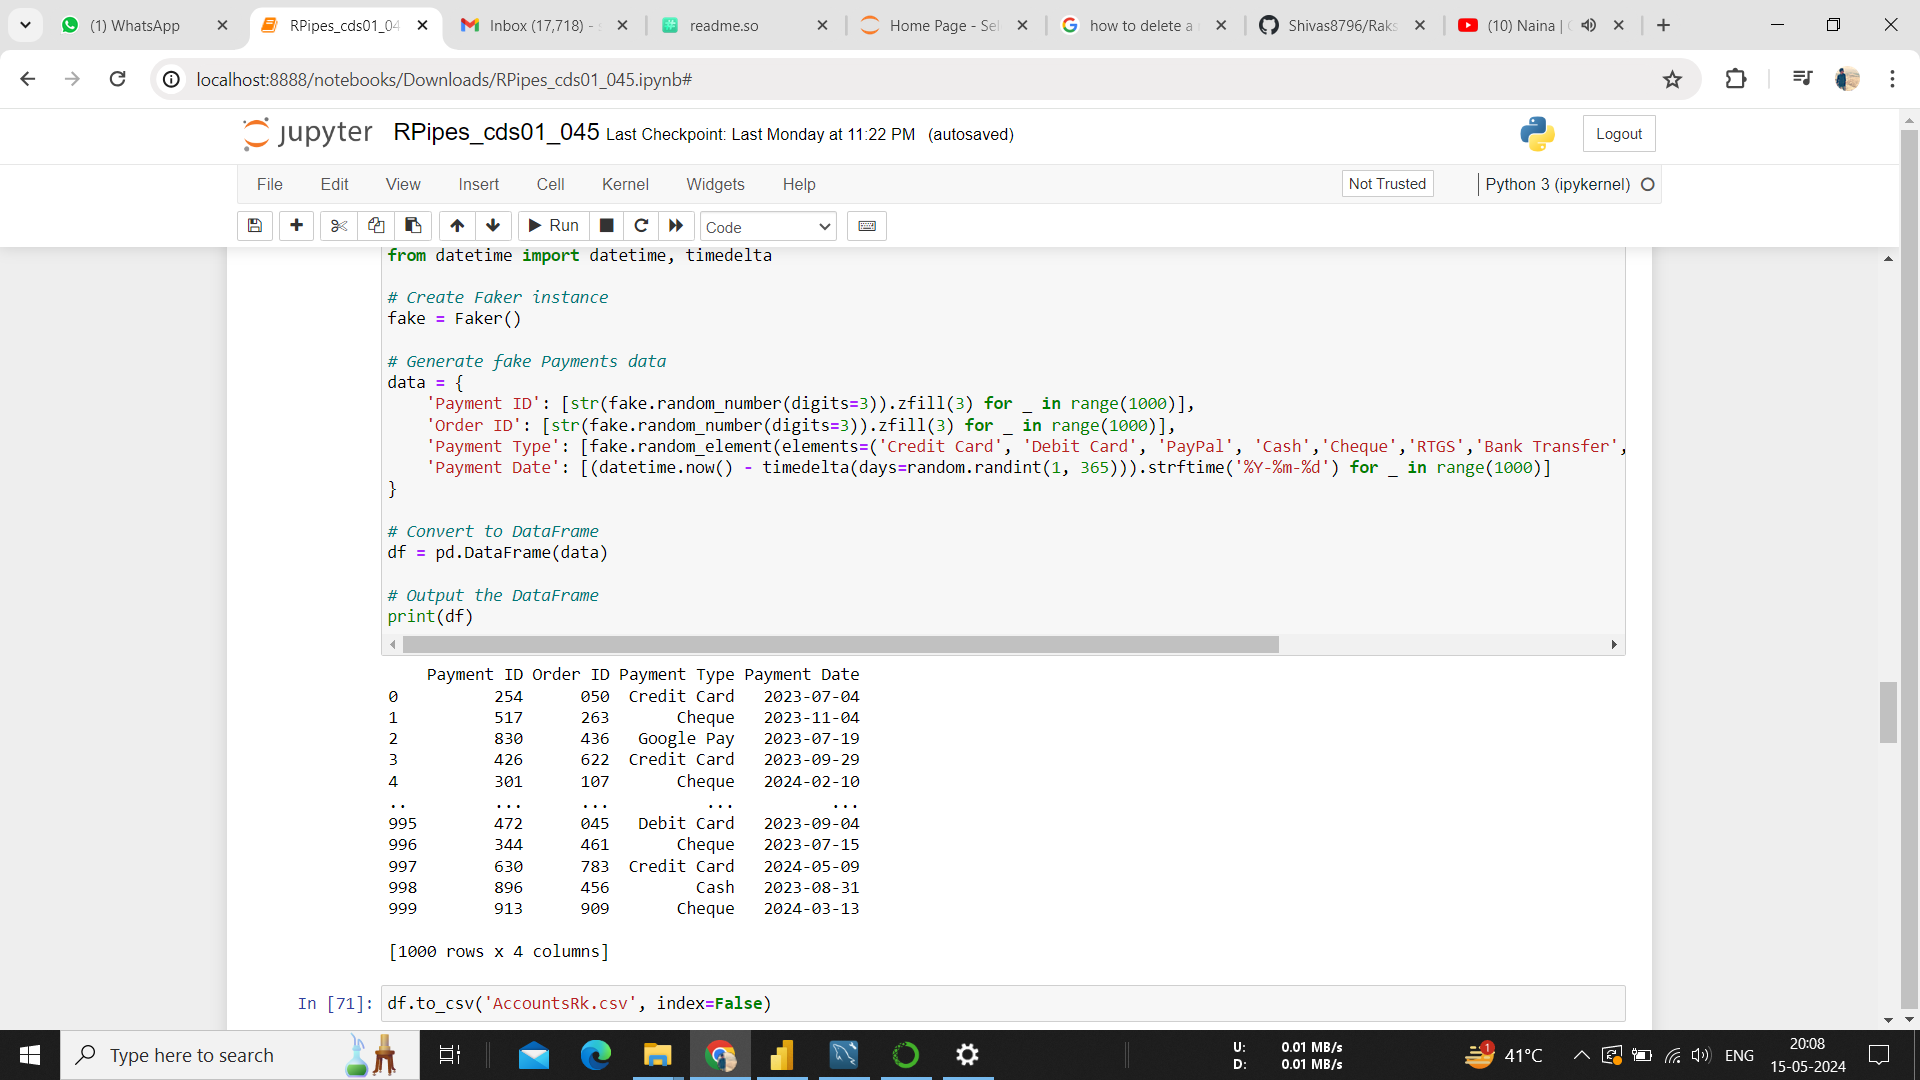 (1) WhatsApp
RPipes_cds01_04
Inbox (17,718) - s
readme.so
Home Page - Sel
how to delete a
Shivas8796/Raks
(10) Naina |
localhost:8888/notebooks/Downloads/RPipes_cds01_045.ipynb#
jupyter RPipes_cds01_045 Last Checkpoint: Last Monday at 11:22 PM (autosaved)
Logout
File Edit View Insert Cell Kernel Widgets Help
Not Trusted
Python 3 (ipykernel)
Run
Code
from datetime import datetime, timedelta
# Create Faker instance
fake = Faker()
# Generate fake Payments data
data = {
    'Payment ID': [str(fake.random_number(digits=3)).zfill(3) for _ in range(1000)],
    'Order ID': [str(fake.random_number(digits=3)).zfill(3) for _ in range(1000)],
    'Payment Type': [fake.random_element(elements=('Credit Card', 'Debit Card', 'PayPal', 'Cash','Cheque','RTGS','Bank Transfer',
    'Payment Date': [(datetime.now() - timedelta(days=random.randint(1, 365))).strftime('%Y-%m-%d') for _ in range(1000)]
}
# Convert to DataFrame
df = pd.DataFrame(data)
# Output the DataFrame
print(df)
Payment ID Order ID Payment Type Payment Date
0 254 050 Credit Card 2023-07-04
1 517 263 Cheque 2023-11-04
2 830 436 Google Pay 2023-07-19
3 426 622 Credit Card 2023-09-29
4 301 107 Cheque 2024-02-10
.. ... ... ... ...
995 472 045 Debit Card 2023-09-04
996 344 461 Cheque 2023-07-15
997 630 783 Credit Card 2024-05-09
998 896 456 Cash 2023-08-31
999 913 909 Cheque 2024-03-13
[1000 rows x 4 columns]
In [71]: df.to_csv('AccountsRk.csv', index=False)
Type here to search
U: 0.01 MB/s
D: 0.01 MB/s
1
41°C
ENG
20:08
15-05-2024